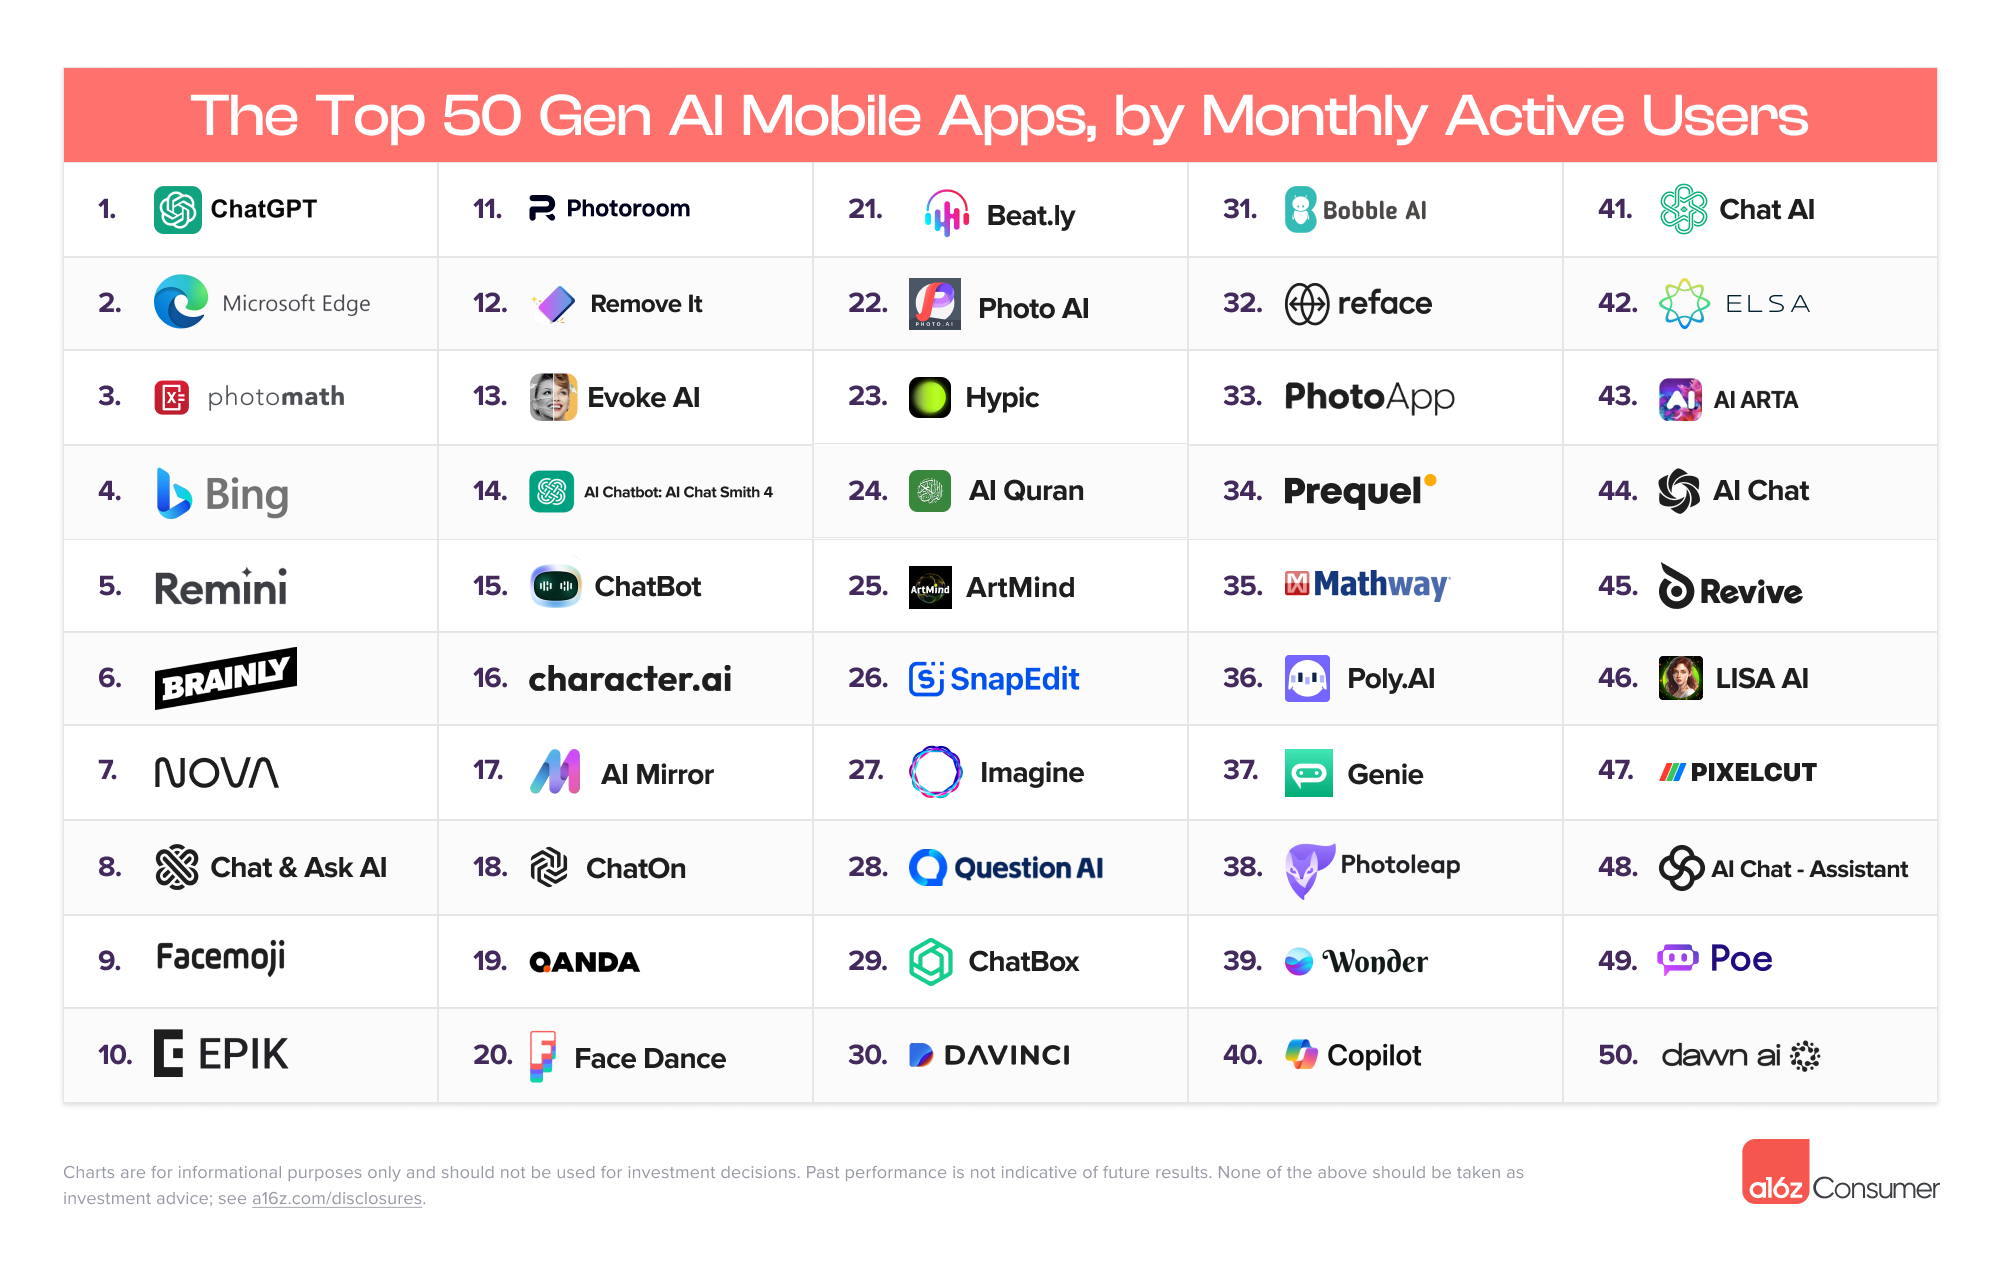 The Top 50 Gen AI Mobile Apps, by Monthly Active Users
1. ChatGPT
2. Microsoft Edge
3. photomath
4. Bing
5. Remini
6. BRAINLY
7. NOVA
8. Chat & Ask AI
9. Facemoji
10. EPIK
11. Photoroom
12. Remove It
13. Evoke AI
14. AI Chatbot: AI Chat Smith 4
15. ChatBot
16. character.ai
17. AI Mirror
18. ChatOn
19. QANDA
20. Face Dance
21. Beat.ly
22. PHOTO.AI Photo AI
23. Hypic
24. AI Quran
25. ArtMind ArtMind
26. SnapEdit
27. Imagine
28. Question AI
29. ChatBox
30. DAVINCI
31. Bobble AI
32. reface
33. PhotoApp
34. Prequel
35. Mathway
36. Poly.AI
37. Genie
38. Photoleap
39. Wonder
40. Copilot
41. Chat AI
42. ELSA
43. AI AI ARTA
44. AI Chat
45. Revive
46. LISA AI
47. PIXELCUT
48. AI Chat - Assistant
49. Poe
50. dawn ai
Charts are for informational purposes only and should not be used for investment decisions. Past performance is not indicative of future results. None of the above should be taken as
investment advice; see a16z.com/disclosures.
a16z Consumer